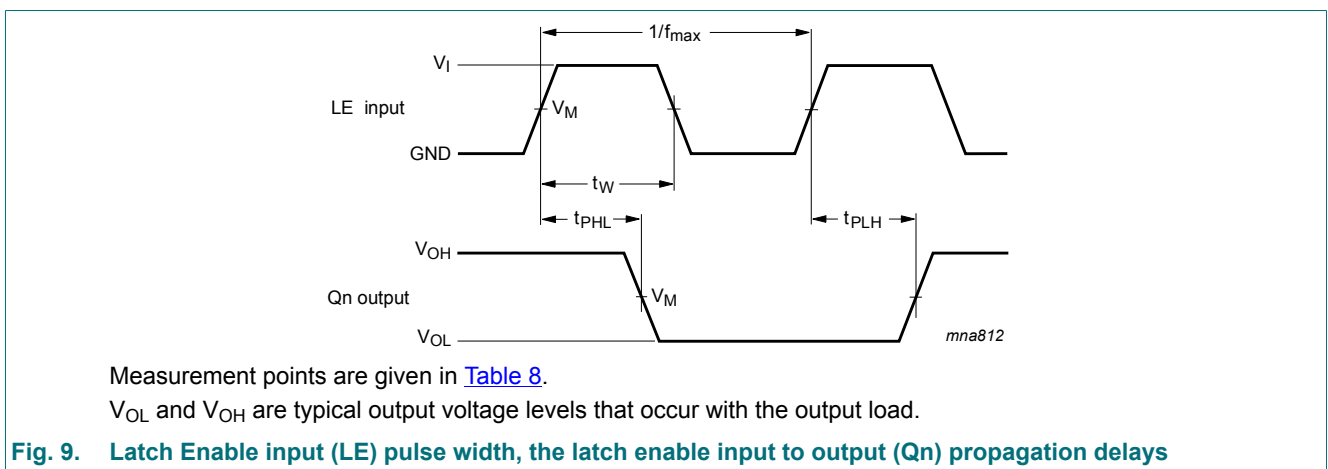 1/fmax
VI
LE input
VM
GND
tW
tPHL
tPLH
VOH
Qn output
VM
VOL
mna812
Measurement points are given in Table 8.
VOL and VOH are typical output voltage levels that occur with the output load.
Fig. 9. Latch Enable input (LE) pulse width, the latch enable input to output (Qn) propagation delays